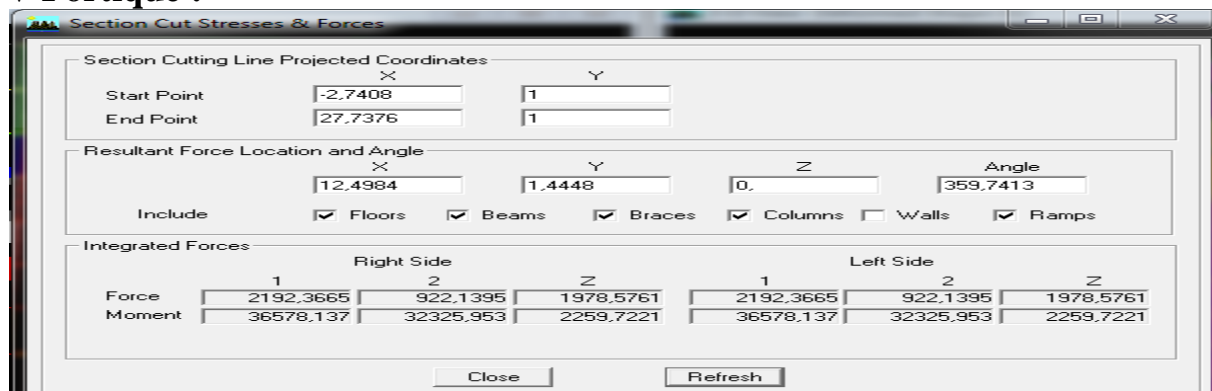 Portique :
Section Cut Stresses & Forces
Section Cutting Line Projected Coordinates
X Y
Start Point -2,7408 1
End Point 27,7376 1
Resultant Force Location and Angle
X Y Z Angle
12,4984 1,4448 0, 359,7413
Include Floors Beams Braces Columns Walls Ramps
Integrated Forces
Right Side Left Side
1 2 Z 1 2 Z
Force 2192,3665 922,1395 1978,5761 2192,3665 922,1395 1978,5761
Moment 36578,137 32325,953 2259,7221 36578,137 32325,953 2259,7221
Close Refresh